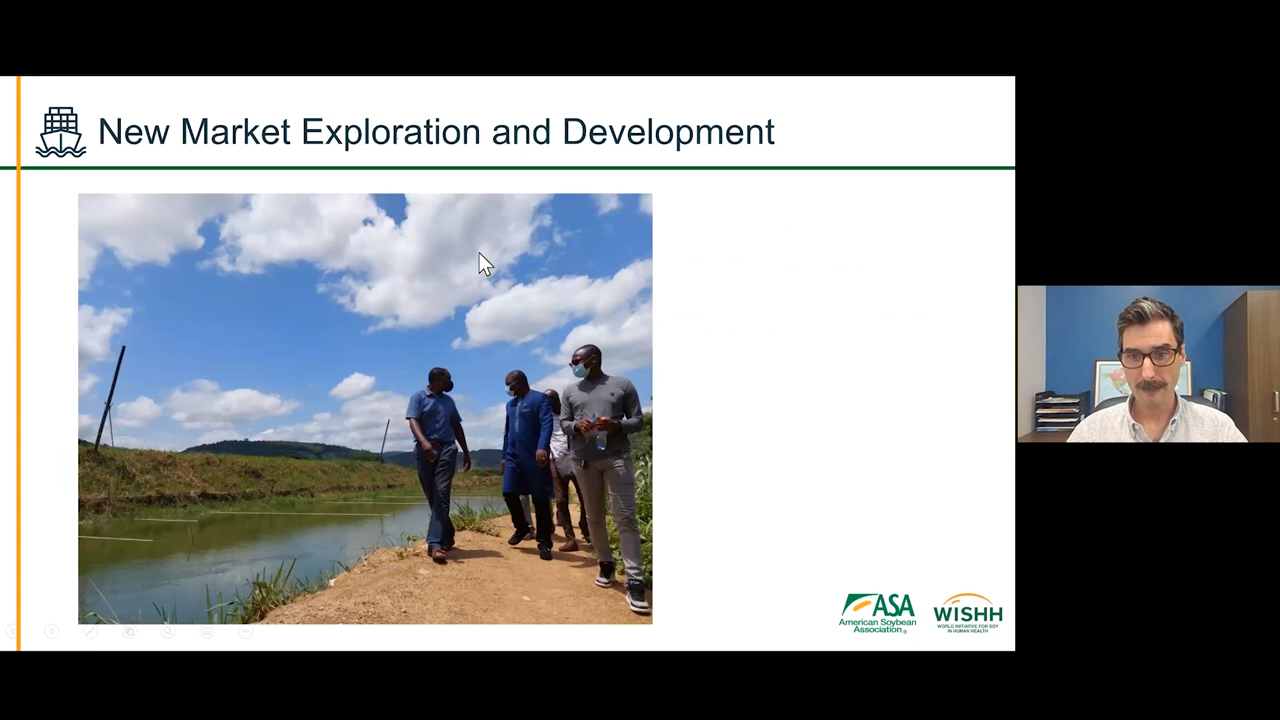 New Market Exploration and Development
ASA
American Soybean
Association®
WISHH
WORLD INITIATIVE FOR SOY
IN HUMAN HEALTH